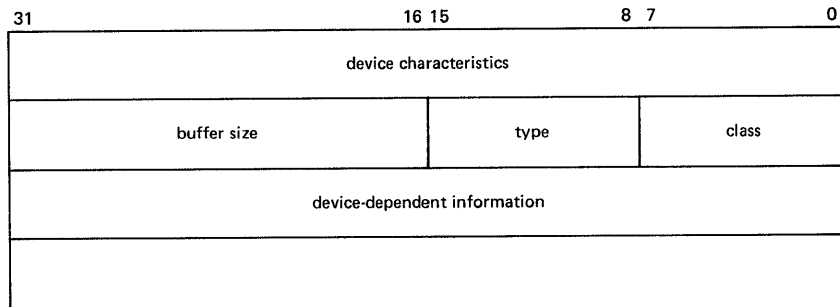 31 16 15 8 7 0
device characteristics
buffer size type class
device-dependent information